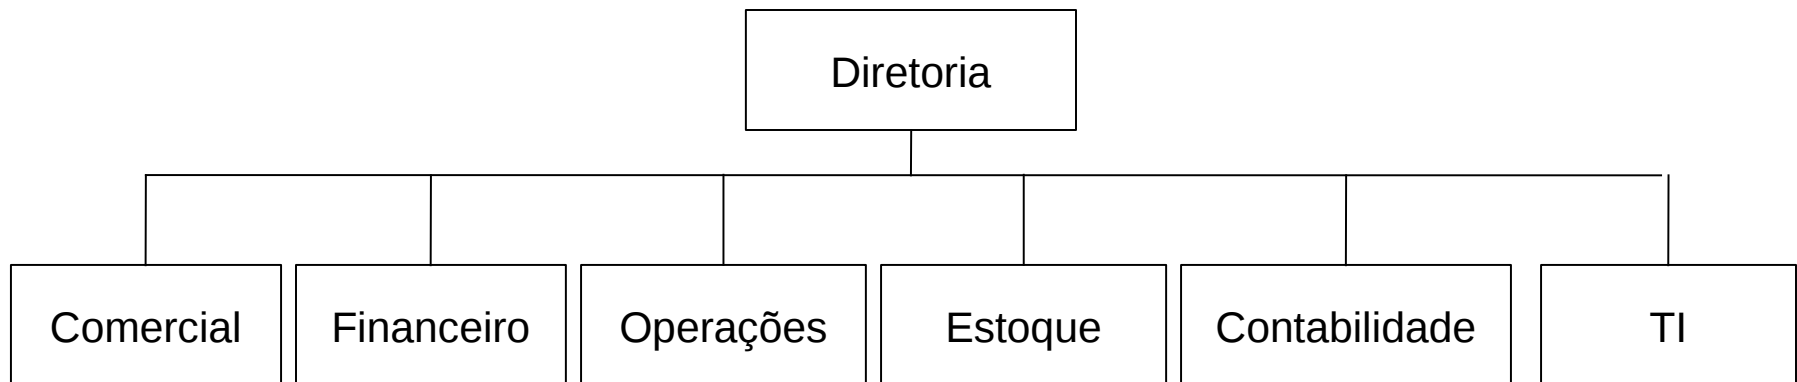 Diretoria
Comercial
Financeiro
Operações
Estoque
Contabilidade
TI